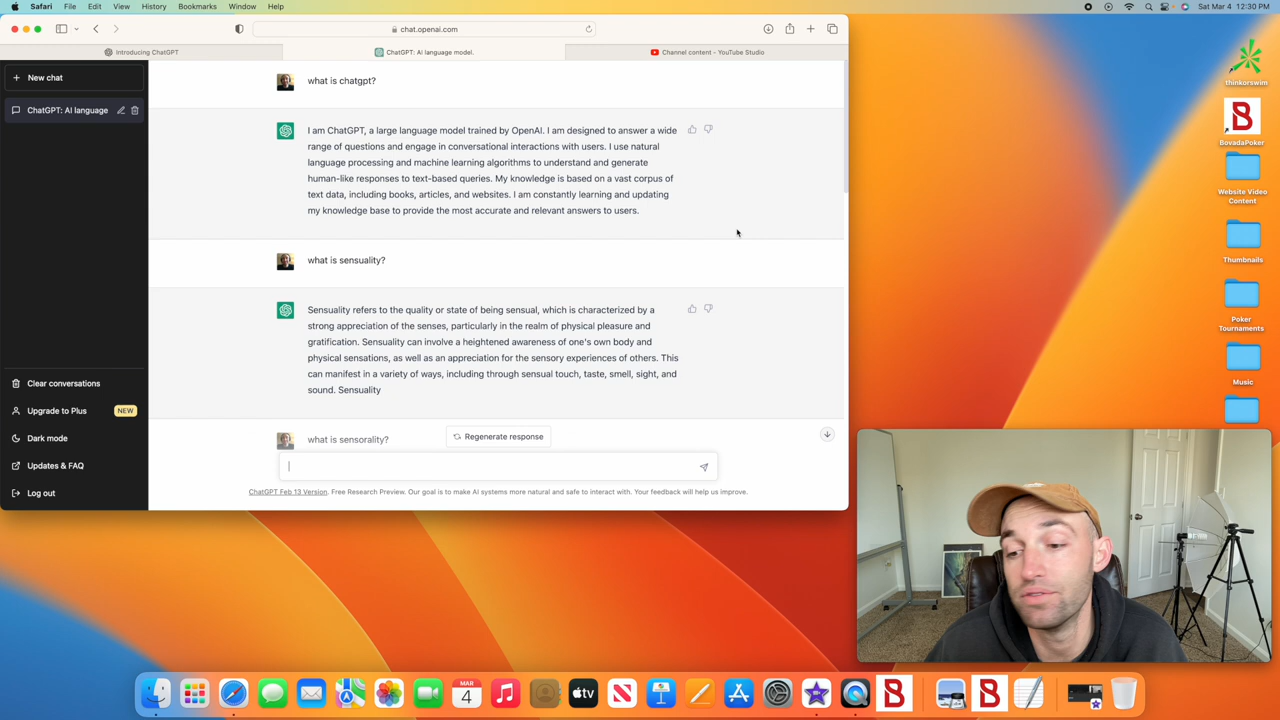 Safari File Edit View History Bookmarks Window Help Sat Mar 4 12:30 PM
chat.openai.com
Introducing ChatGPT
ChatGPT: AI language model.
Channel content - YouTube Studio
New chat
ChatGPT: AI language
Clear conversations
Upgrade to Plus NEW
Dark mode
Updates & FAQ
Log out
what is chatgpt?
I am ChatGPT, a large language model trained by OpenAI. I am designed to answer a wide
range of questions and engage in conversational interactions with users. I use natural
language processing and machine learning algorithms to understand and generate
human-like responses to text-based queries. My knowledge is based on a vast corpus of
text data, including books, articles, and websites. I am constantly learning and updating
my knowledge base to provide the most accurate and relevant answers to users.
what is sensuality?
Sensuality refers to the quality or state of being sensual, which is characterized by a
strong appreciation of the senses, particularly in the realm of physical pleasure and
gratification. Sensuality can involve a heightened awareness of one's own body and
physical sensations, as well as an appreciation for the sensory experiences of others. This
can manifest in a variety of ways, including through sensual touch, taste, smell, sight, and
sound. Sensuality
what is sensorality?
Regenerate response
ChatGPT Feb 13 Version. Free Research Preview. Our goal is to make AI systems more natural and safe to interact with. Your feedback will help us improve.
thinkorswim
B
BovadaPoker
Website Video
Content
Thumbnails
Poker
Tournaments
Music
MAR
4
tv
N
B
B